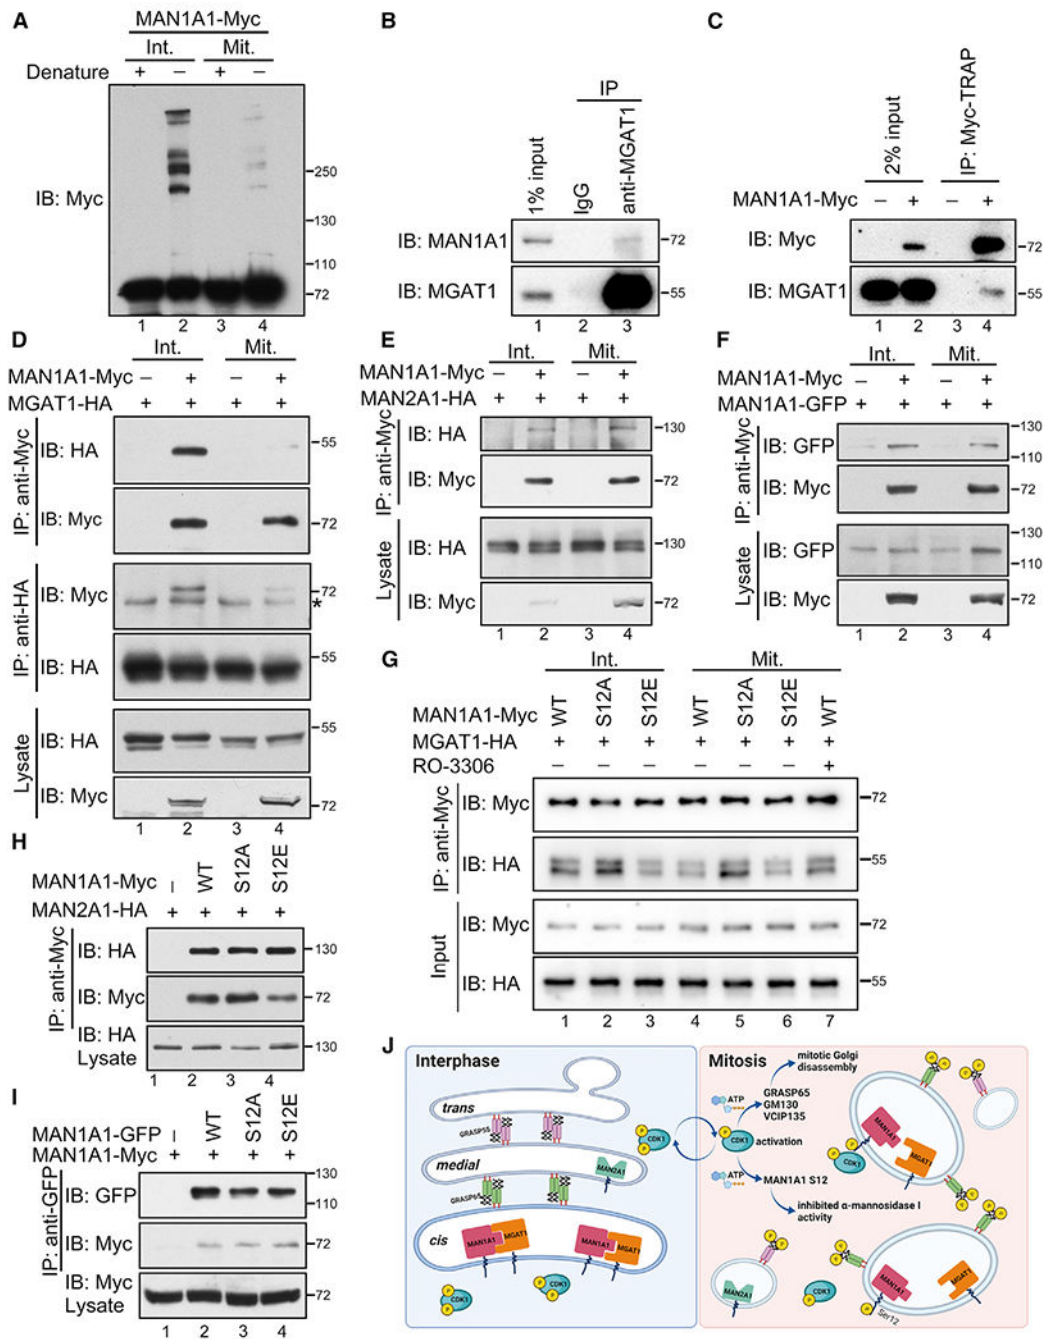 A
MAN1A1-Myc
Int. Mit.
Denature + – + –
IB: Myc
250
130
110
72
1 2 3 4
B
IP
1% input
IgG
anti-MGAT1
IB: MAN1A1
72
IB: MGAT1
55
1 2 3
C
2% input
IP: Myc-TRAP
MAN1A1-Myc – + – +
IB: Myc
72
IB: MGAT1
55
1 2 3 4
D
Int. Mit.
MAN1A1-Myc – + – +
MGAT1-HA + + + +
IP: anti-Myc
IB: HA
55
IB: Myc
72
IP: anti-HA
IB: Myc
72
*
IB: HA
55
Lysate
IB: HA
55
IB: Myc
72
1 2 3 4
E
Int. Mit.
MAN1A1-Myc – + – +
MAN2A1-HA + + + +
IP: anti-Myc
IB: HA
130
IB: Myc
72
Lysate
IB: HA
130
IB: Myc
72
1 2 3 4
F
Int. Mit.
MAN1A1-Myc – + – +
MAN1A1-GFP + + + +
IP: anti-Myc
IB: GFP
130
110
IB: Myc
72
Lysate
IB: GFP
130
110
IB: Myc
72
1 2 3 4
G
Int. Mit.
MAN1A1-Myc WT S12A S12E WT S12A S12E WT
MGAT1-HA + + + + + + +
RO-3306 – – – – – – +
IP: anti-Myc
IB: Myc
72
IB: HA
55
Input
IB: Myc
72
IB: HA
55
1 2 3 4 5 6 7
H
MAN1A1-Myc – WT S12A S12E
MAN2A1-HA + + + +
IP: anti-Myc
IB: HA
130
IB: Myc
72
IB: HA
Lysate
130
1 2 3 4
I
MAN1A1-GFP – WT S12A S12E
MAN1A1-Myc + + + +
IP: anti-GFP
IB: GFP
130
110
IB: Myc
72
IB: Myc
Lysate
72
1 2 3 4
J
Interphase
trans
GRASP55
medial
MAN2A1
GRASP65
cis
MAN1A1 MGAT1
MAN1A1 MGAT1
P CDK1
P
P CDK1
P
P CDK1
P
Mitosis
mitotic Golgi
disassembly
ATP
GRASP65
GM130
VCIP135
P CDK1
activation
ATP
MAN1A1 S12
inhibited α-mannosidase I
activity
MAN1A1
MGAT1
P CDK1
MAN2A1
P CDK1
MAN1A1
MGAT1
P
Ser12